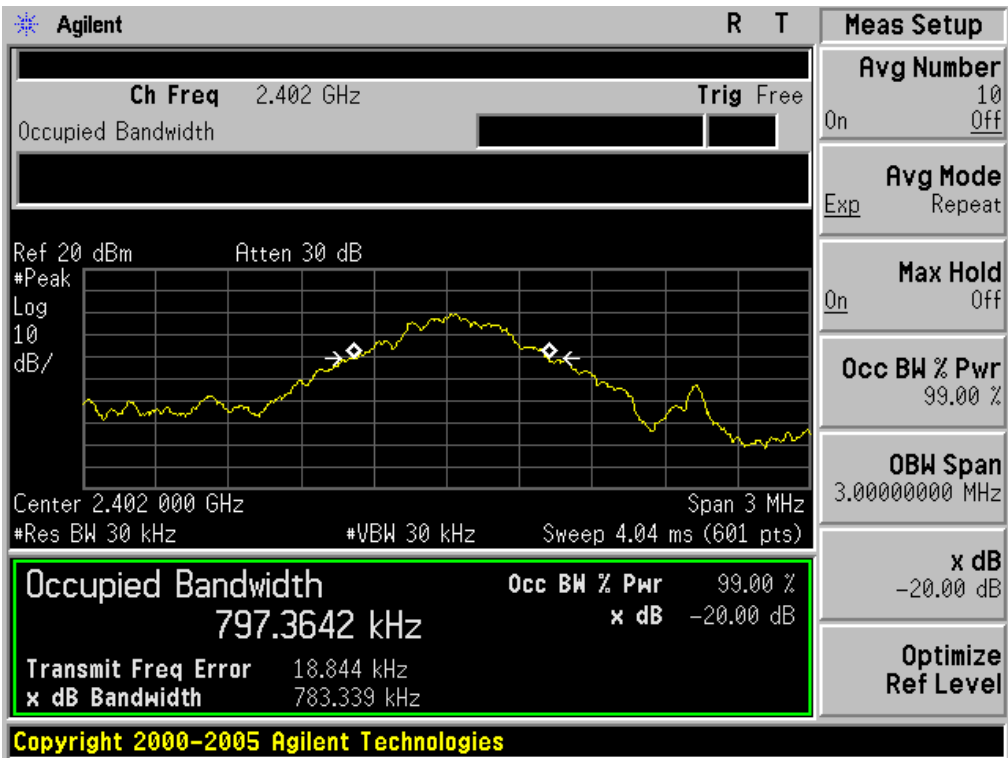 Agilent R T
Ch Freq 2.402 GHz Trig Free
Occupied Bandwidth
Ref 20 dBm Atten 30 dB
#Peak
Log
10
dB/
Center 2.402 000 GHz Span 3 MHz
#Res BW 30 kHz #VBW 30 kHz Sweep 4.04 ms (601 pts)
Occupied Bandwidth Occ BW % Pwr 99.00 %
797.3642 kHz x dB -20.00 dB
Transmit Freq Error 18.844 kHz
x dB Bandwidth 783.339 kHz
Copyright 2000-2005 Agilent Technologies
Meas Setup
Avg Number
10
On Off
Avg Mode
Exp Repeat
Max Hold
On Off
Occ BW % Pwr
99.00 %
OBW Span
3.00000000 MHz
x dB
-20.00 dB
Optimize
Ref Level